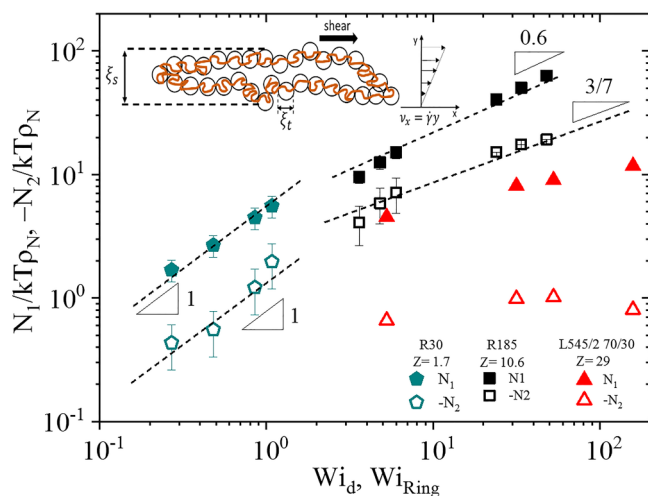 shear
ξs
ξt
y
x
vx = γ̇y
0.6
3/7
1
1
10²
10¹
10⁰
10⁻¹
N₁/kTρN, −N₂/kTρN
R30 R185 L545/2 70/30
Z= 1.7 Z= 10.6 Z= 29
N₁ N1 N₁
-N₂ -N2 -N₂
10⁻¹ 10⁰ 10¹ 10²
Wid, WiRing